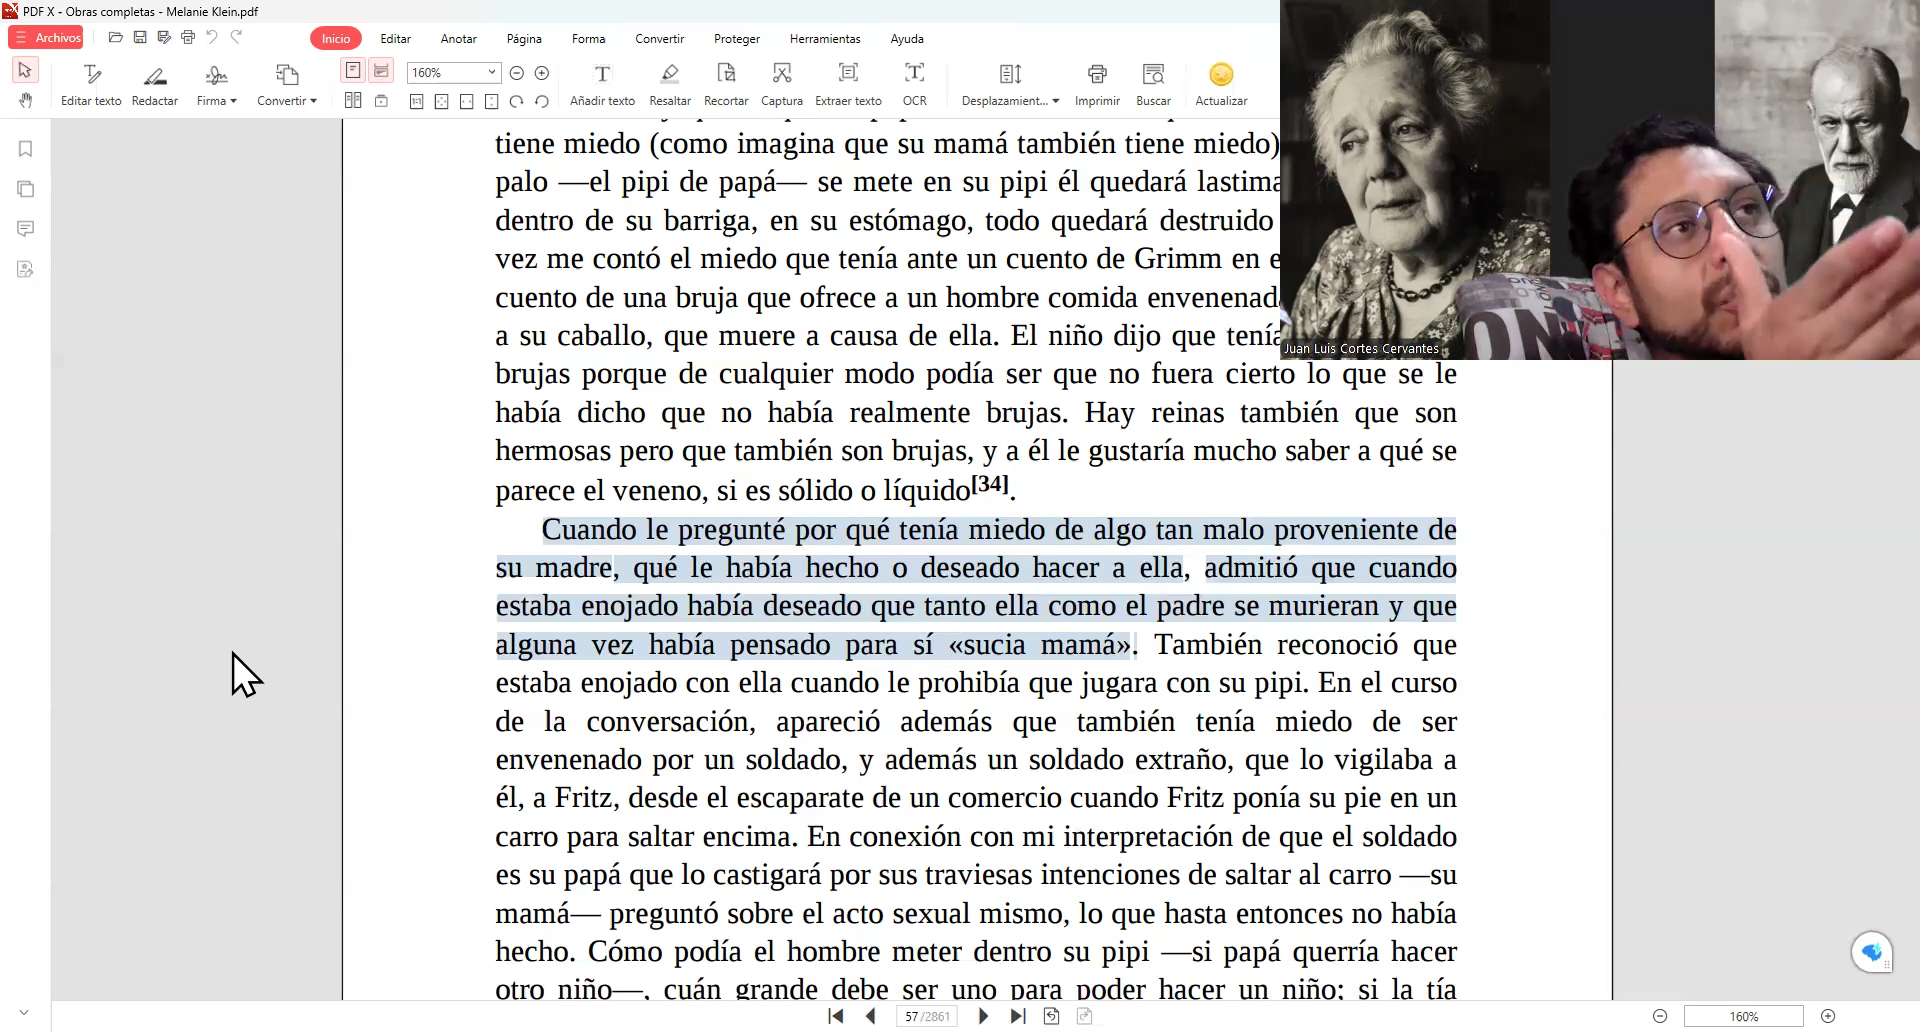 PDF X - Obras completas - Melanie Klein.pdf
Archivos
Inicio
Editar
Anotar
Página
Forma
Convertir
Proteger
Herramientas
Ayuda
160%
Editar texto
Redactar
Firma
Convertir
Añadir texto
Resaltar
Recortar
Captura
Extraer texto
OCR
Desplazamient...
Imprimir
Buscar
Actualizar
tiene miedo (como imagina que su mamá también tiene miedo)
palo —el pipi de papá— se mete en su pipi él quedará lastima
dentro de su barriga, en su estómago, todo quedará destruido
vez me contó el miedo que tenía ante un cuento de Grimm en e
cuento de una bruja que ofrece a un hombre comida envenenad
a su caballo, que muere a causa de ella. El niño dijo que tenía
brujas porque de cualquier modo podía ser que no fuera cierto lo que se le
había dicho que no había realmente brujas. Hay reinas también que son
hermosas pero que también son brujas, y a él le gustaría mucho saber a qué se
parece el veneno, si es sólido o líquido[34].
Cuando le pregunté por qué tenía miedo de algo tan malo proveniente de
su madre, qué le había hecho o deseado hacer a ella, admitió que cuando
estaba enojado había deseado que tanto ella como el padre se murieran y que
alguna vez había pensado para sí «sucia mamá». También reconoció que
estaba enojado con ella cuando le prohibía que jugara con su pipi. En el curso
de la conversación, apareció además que también tenía miedo de ser
envenenado por un soldado, y además un soldado extraño, que lo vigilaba a
él, a Fritz, desde el escaparate de un comercio cuando Fritz ponía su pie en un
carro para saltar encima. En conexión con mi interpretación de que el soldado
es su papá que lo castigará por sus traviesas intenciones de saltar al carro —su
mamá— preguntó sobre el acto sexual mismo, lo que hasta entonces no había
hecho. Cómo podía el hombre meter dentro su pipi —si papá querría hacer
otro niño—, cuán grande debe ser uno para poder hacer un niño; si la tía
Juan Luis Cortes Cervantes
57 /2861
160%